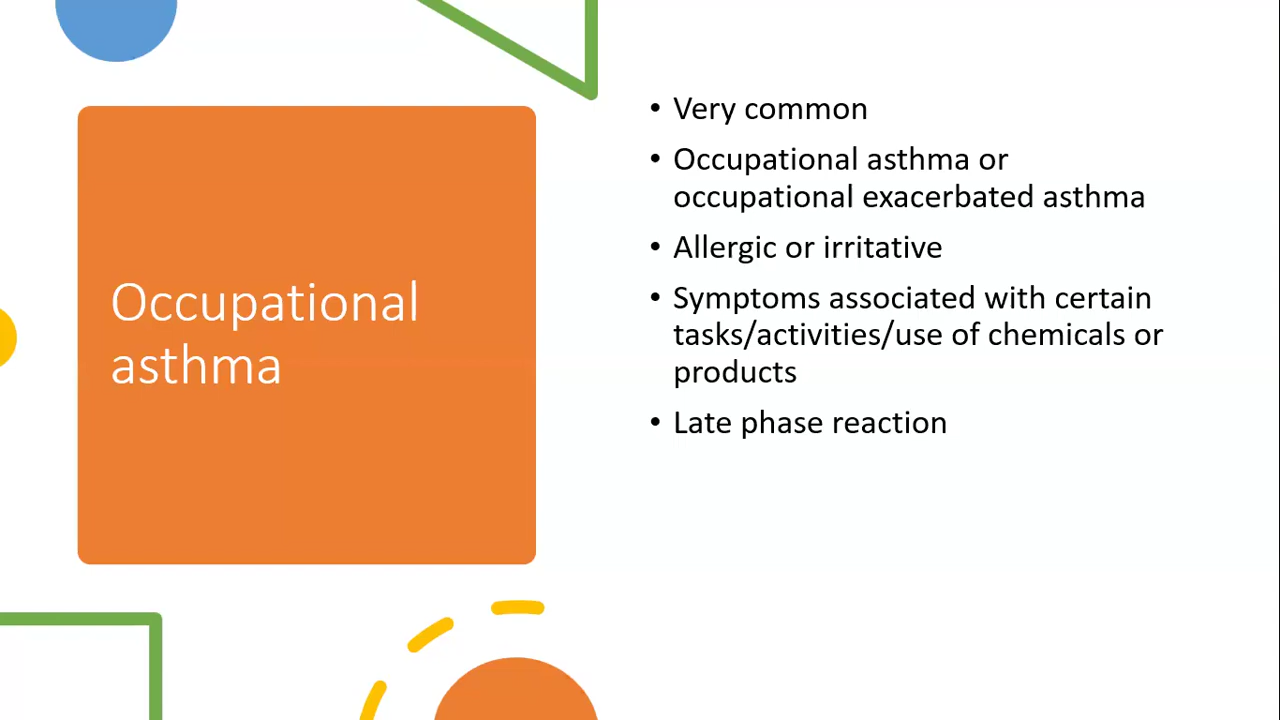 Occupational
asthma
• Very common
• Occupational asthma or
occupational exacerbated asthma
• Allergic or irritative
• Symptoms associated with certain
tasks/activities/use of chemicals or
products
• Late phase reaction